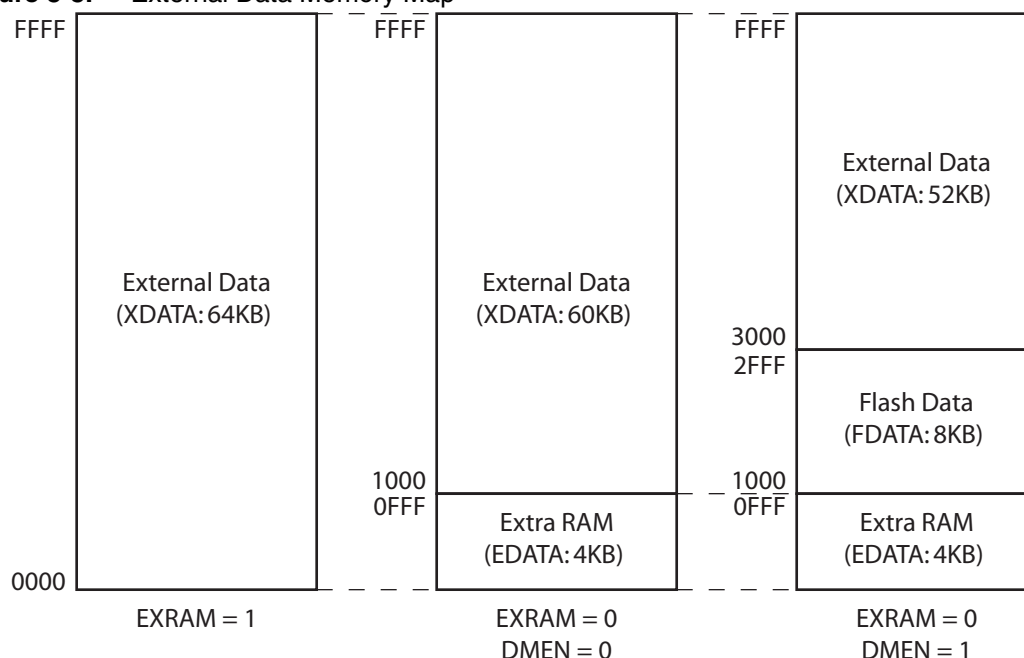 External Data Memory Map
FFFF
External Data
(XDATA: 64KB)
0000
EXRAM = 1
FFFF
External Data
(XDATA: 60KB)
1000
0FFF
Extra RAM
(EDATA: 4KB)
EXRAM = 0
DMEN = 0
FFFF
External Data
(XDATA: 52KB)
3000
2FFF
Flash Data
(FDATA: 8KB)
1000
0FFF
Extra RAM
(EDATA: 4KB)
EXRAM = 0
DMEN = 1